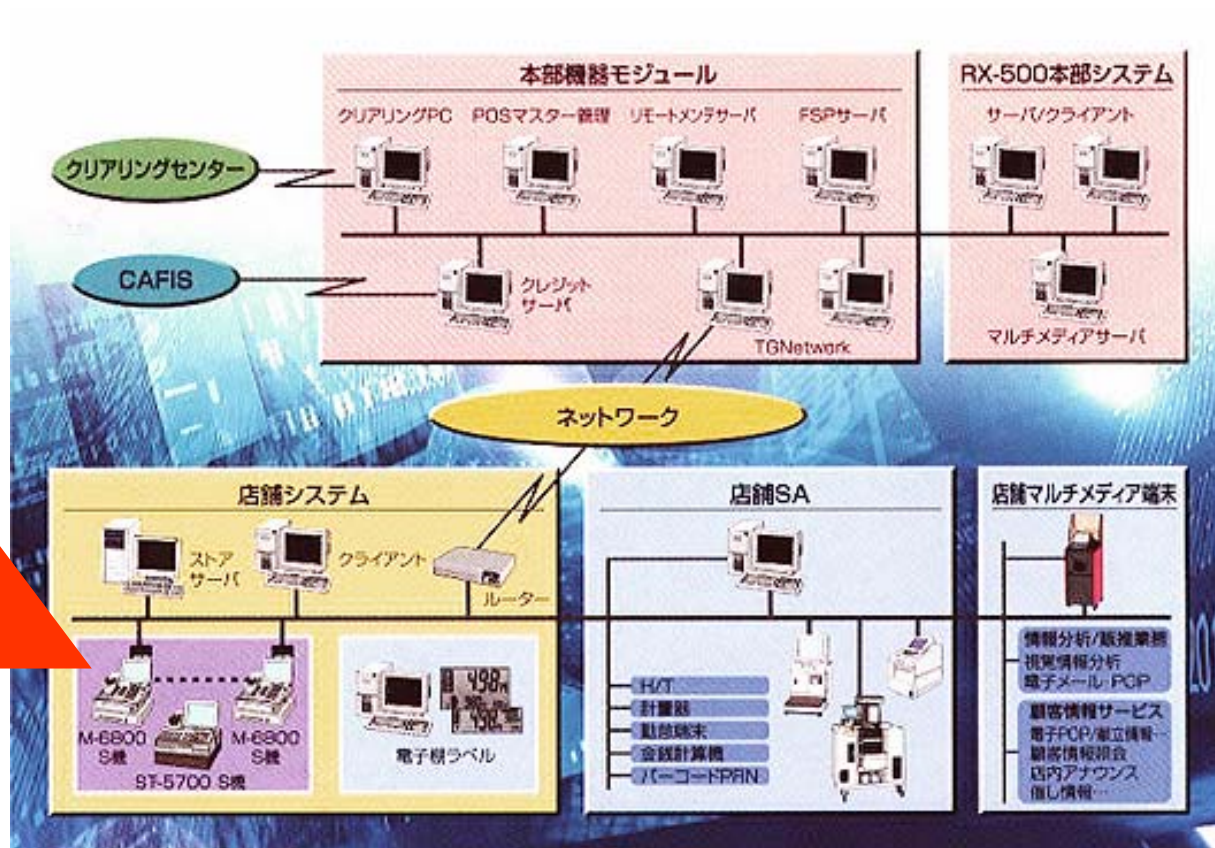 本部機器モジュール
RX-500本部システム
クリアリングPC
POSマスター管理
リモートメンテサーバ
FSPサーバ
サーバ/クライアント
クリアリングセンター
CAFIS
クレジット
サーバ
TGNetwork
マルチメディアサーバ
ネットワーク
店舗システム
店舗SA
店舗マルチメディア端末
ストア
サーバ
クライアント
ルーター
M-6800
S機
M-6800
S機
ST-5700 S機
電子棚ラベル
H/T
計量器
勤怠端末
金銭計算機
バーコードPRN
情報分析/販推業務
視覚情報分析
電子メール・POP
顧客情報サービス
電子POP/献立情報…
顧客情報照会
店内アナウンス
催し情報…